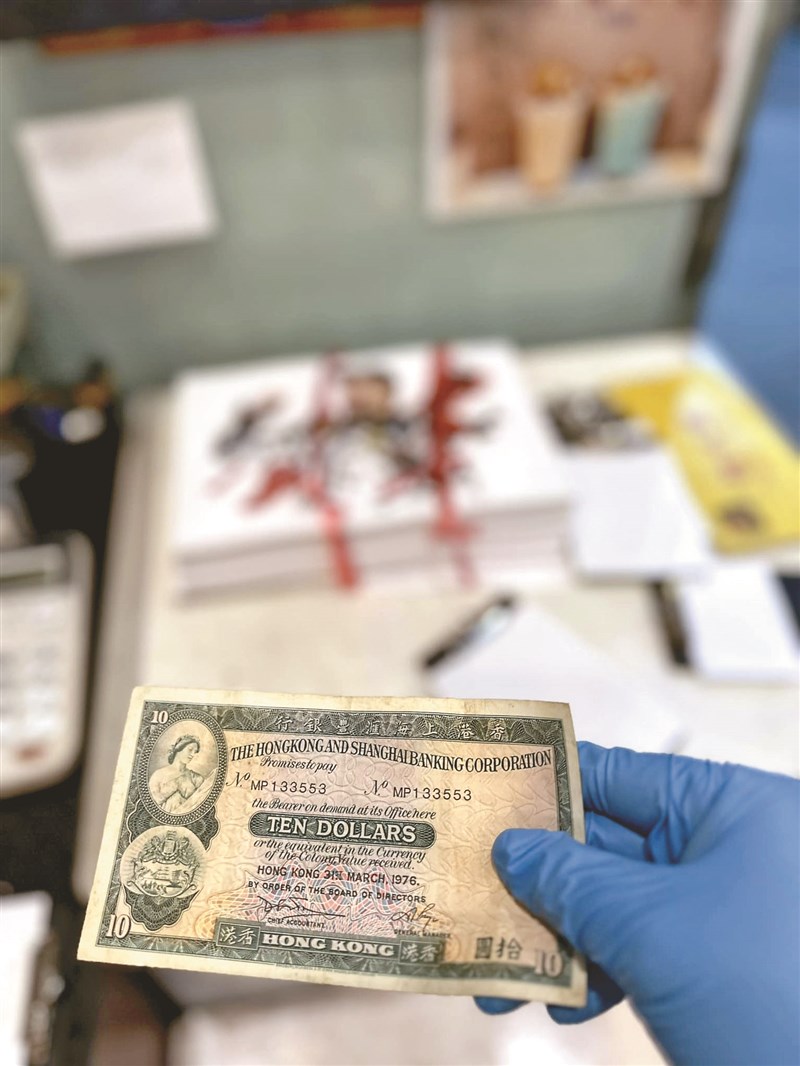 10
香港上海滙豐銀行
THE HONGKONG AND SHANGHAI BANKING CORPORATION
Promises to pay
Nº MP133553 Nº MP133553
the Bearer on demand at its Office here
TEN DOLLARS
or the equivalent in the Currency
of the Colony, Value received.
HONG KONG 31ST MARCH, 1976.
BY ORDER OF THE BOARD OF DIRECTORS
CHIEF ACCOUNTANT GENERAL MANAGER
10 香港 HONG KONG 香港 拾圓 10